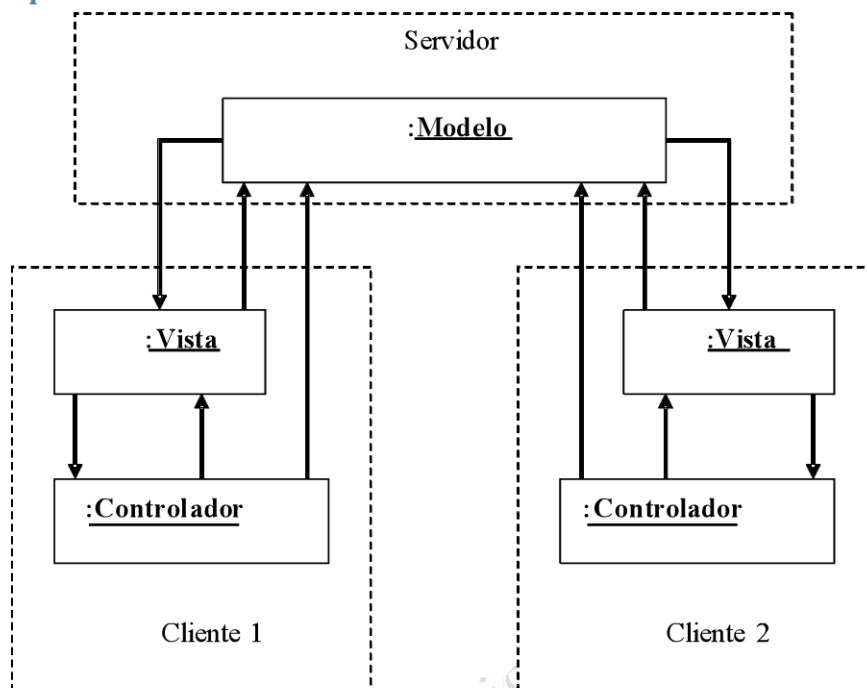 Servidor
:Modelo
:Vista
:Vista
:Controlador
:Controlador
Cliente 1
Cliente 2